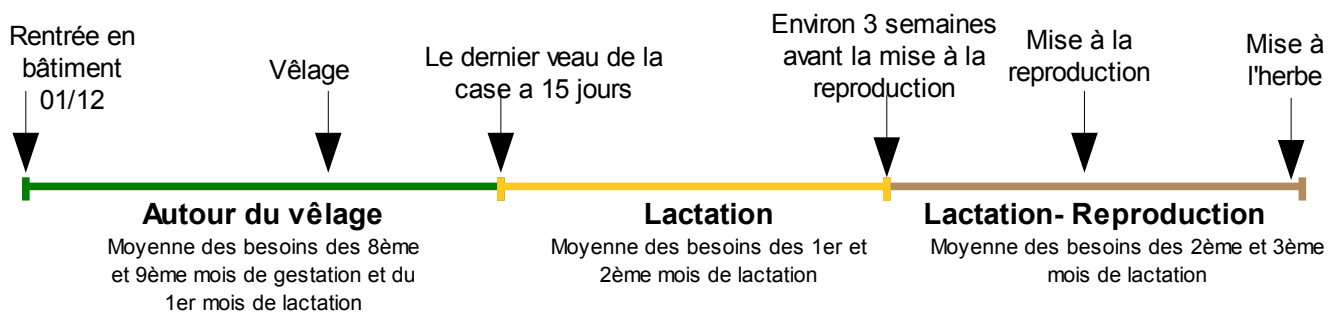 Rentrée en
bâtiment
01/12
Vêlage
Le dernier veau de la
case a 15 jours
Environ 3 semaines
avant la mise à la
reproduction
Mise à la
reproduction
Mise à
l'herbe
Autour du vêlage
Moyenne des besoins des 8ème
et 9ème mois de gestation et du
1er mois de lactation
Lactation
Moyenne des besoins des 1er et
2ème mois de lactation
Lactation- Reproduction
Moyenne des besoins des 2ème et 3ème
mois de lactation